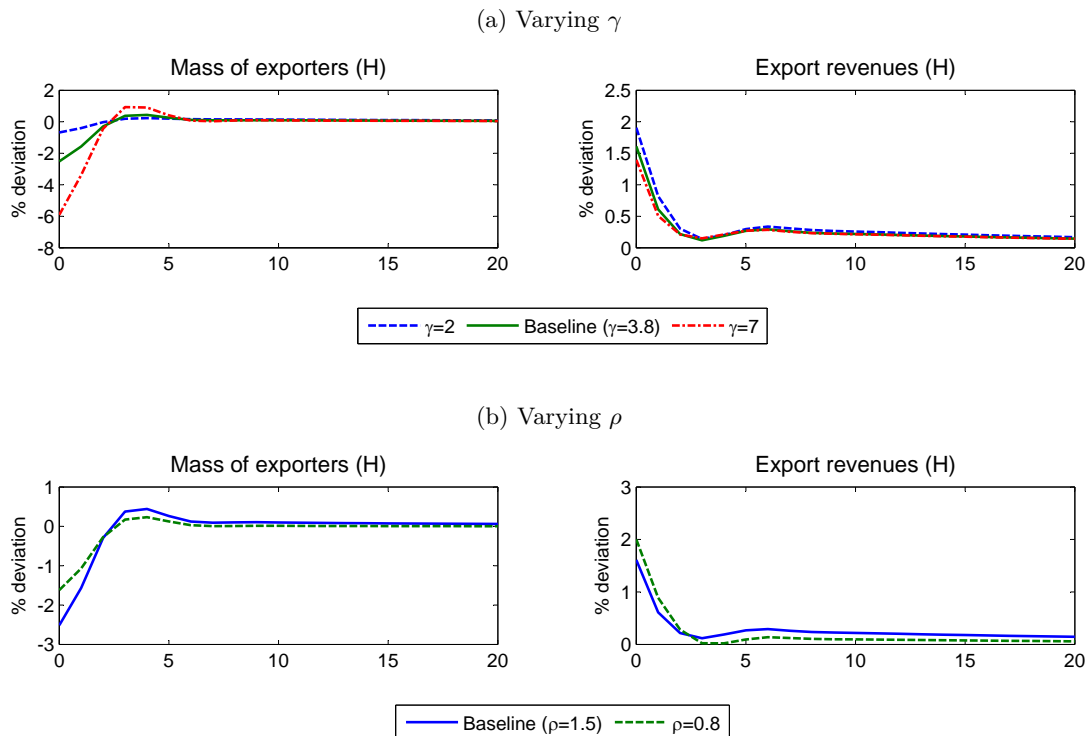 (a) Varying γ
Mass of exporters (H)
Export revenues (H)
% deviation
2
0
-2
-4
-6
-8
0 5 10 15 20
% deviation
2.5
2
1.5
1
0.5
0
0 5 10 15 20
γ=2 Baseline (γ=3.8) γ=7
(b) Varying ρ
Mass of exporters (H)
Export revenues (H)
% deviation
1
0
-1
-2
-3
0 5 10 15 20
% deviation
3
2
1
0
0 5 10 15 20
Baseline (ρ=1.5) ρ=0.8